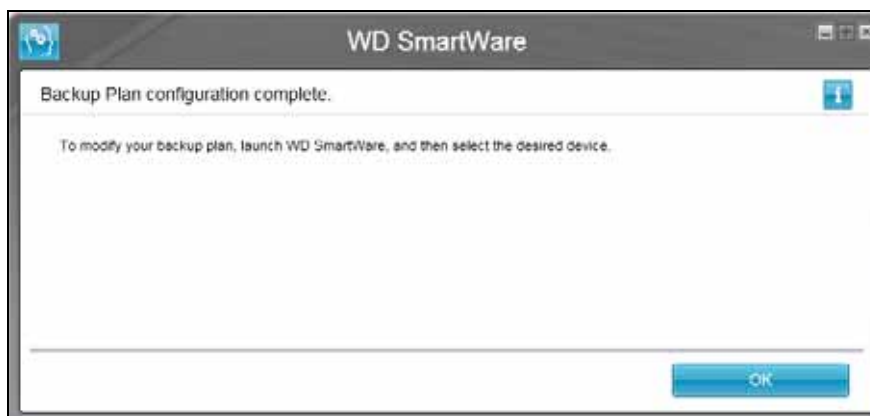 WD SmartWare
Backup Plan configuration complete.
i
To modify your backup plan, launch WD SmartWare, and then select the desired device.
OK